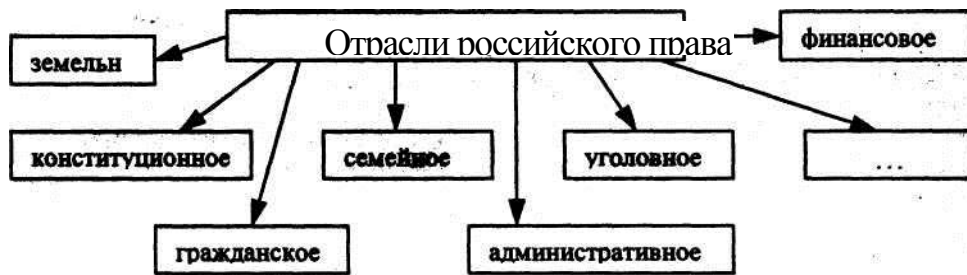 Отрасли российского права
финансовое
земельн
конституционное
семейное
уголовное
...
гражданское
административное